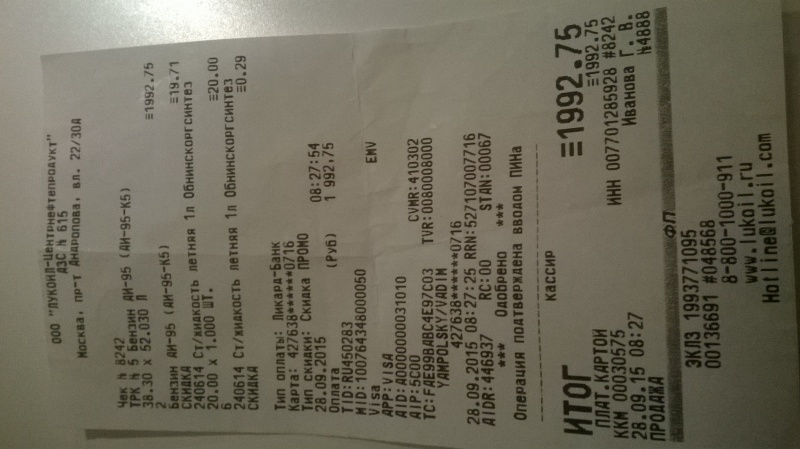 ООО "ЛУКОЙЛ-Центрнефтепродукт"
АЗС N 615
Москва, пр-т Андропова, вл. 22/30А
Чек N 8242
ТРК N 5 Бензин АИ-95 (АИ-95-К5)
38.30 x 52.030 Л ≡1992.75
2
Бензин АИ-95 (АИ-95-К5)
СКИДКА ≡19.71
240614 Ст/жидкость летняя 1л Обнинскоргсинтез
20.00 x 1.000 ШТ. ≡20.00
6
240614 Ст/жидкость летняя 1л Обнинскоргсинтез
СКИДКА ≡0.29
Тип оплаты: Ликард-Банк
Карта: 427638******0716
Тип скидки: Скидка ПРОМО
28.09.2015 08:27:54
Оплата (Руб) 1 992,75
TID:RU450283
MID:100764348000050
Visa EMV
APP:VISA
AID:A0000000031010
AIP:5C00 CVMR:410302
TC:FAE99BABC4E97C03 TVR:0080008000
YAMPOLSKY/VADIM
427638******0716
28.09.2015 08:27:25 RRN:527107007716
AIDR:446937 RC:00 STAN:00067
*** Одобрено ***
Операция подтверждена вводом ПИНа
кассир
ИТОГ ≡1992.75
ПЛАТ.КАРТОЙ ≡1992.75
ККМ 00030575 ИНН 007701285928 #8242
28.09.15 08:27 Иванова Г. В.
ПРОДАЖА №4888
ФП
ЭКЛЗ 1993771095
00136691 #048568
8-800-1000-911
www.lukoil.ru
Hotline@lukoil.com